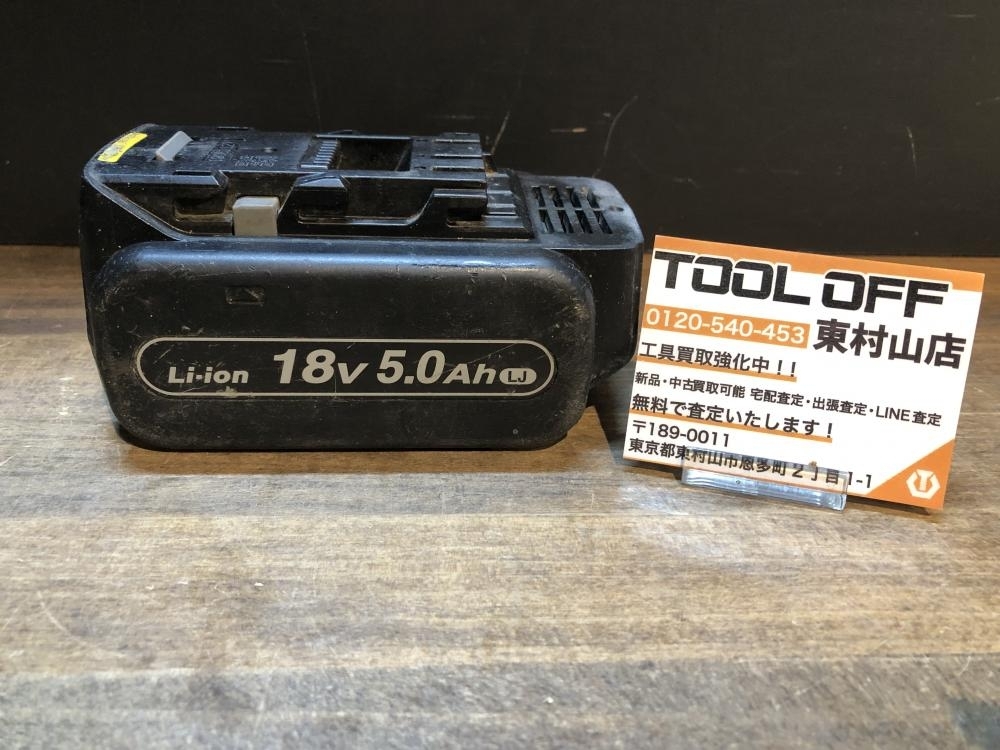 Li-ion 18V 5.0Ah LJ
TOOL OFF
0120-540-453
東村山店
工具買取強化中!!
新品・中古買取可能 宅配査定・出張査定・LINE査定
無料で査定いたします!
〒189-0011
東京都東村山市恩多町2丁目1-1